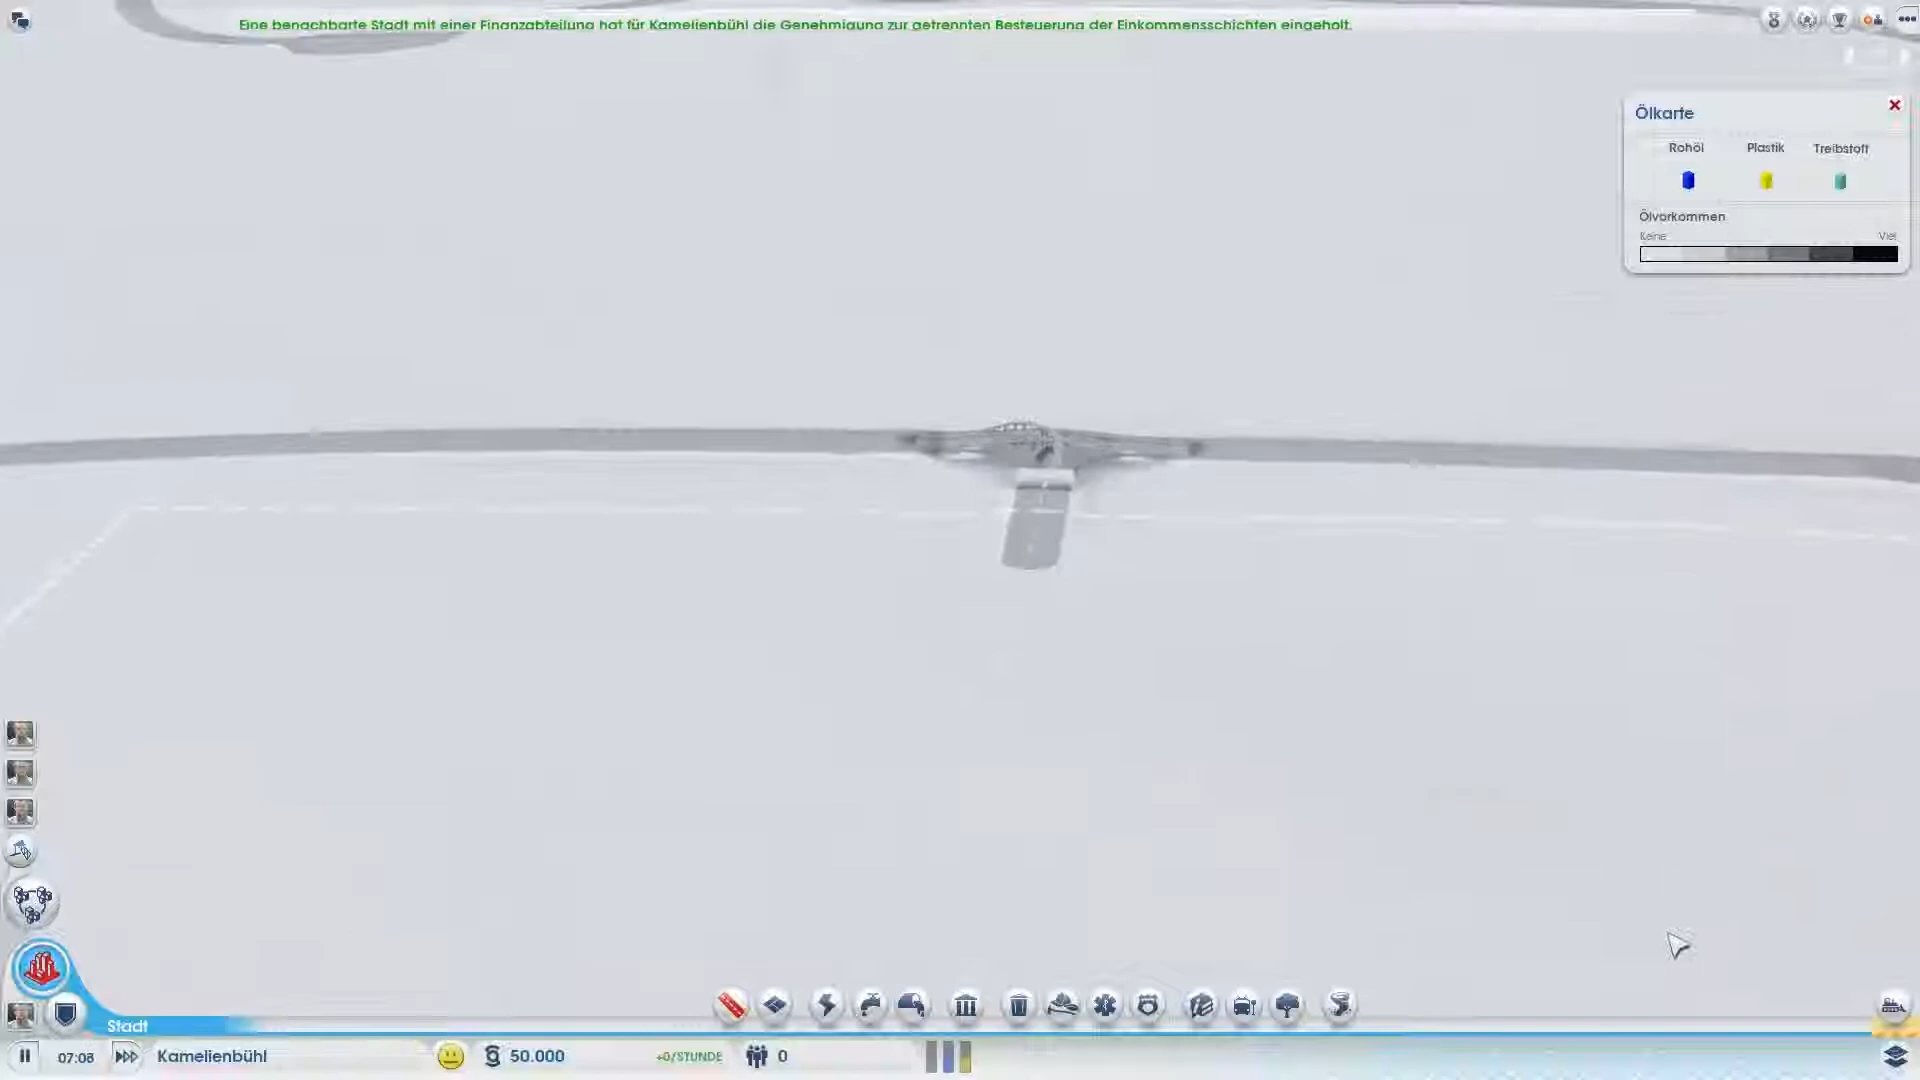 Eine benachbarte Stadt mit einer Finanzabteilung hat für Kamelienbühl die Genehmigung zur getrennten Besteuerung der Einkommensschichten eingeholt.
Ölkarte
Rohöl Plastik Treibstoff
Ölvorkommen
Keine Viel
Stadt
07:08 Kamelienbühl 50.000 +0/STUNDE 0